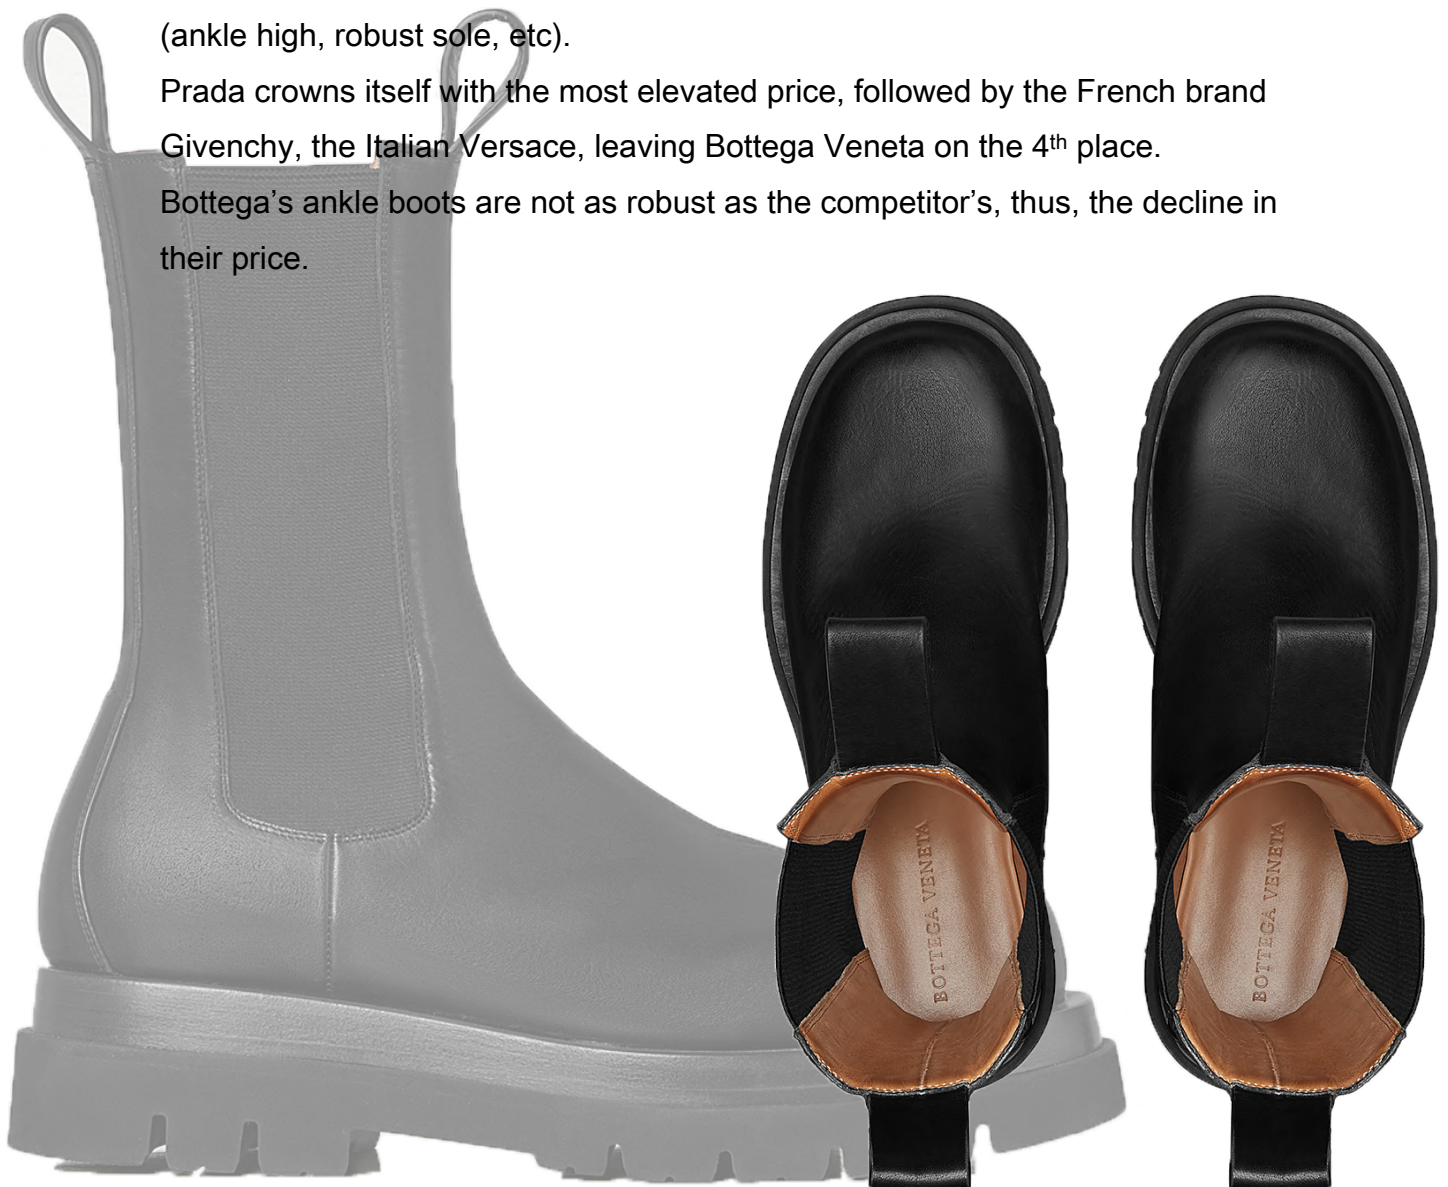 (ankle high, robust sole, etc).
Prada crowns itself with the most elevated price, followed by the French brand
Givenchy, the Italian Versace, leaving Bottega Veneta on the 4th place.
Bottega’s ankle boots are not as robust as the competitor’s, thus, the decline in
their price.
BOTTEGA VENETA
BOTTEGA VENETA